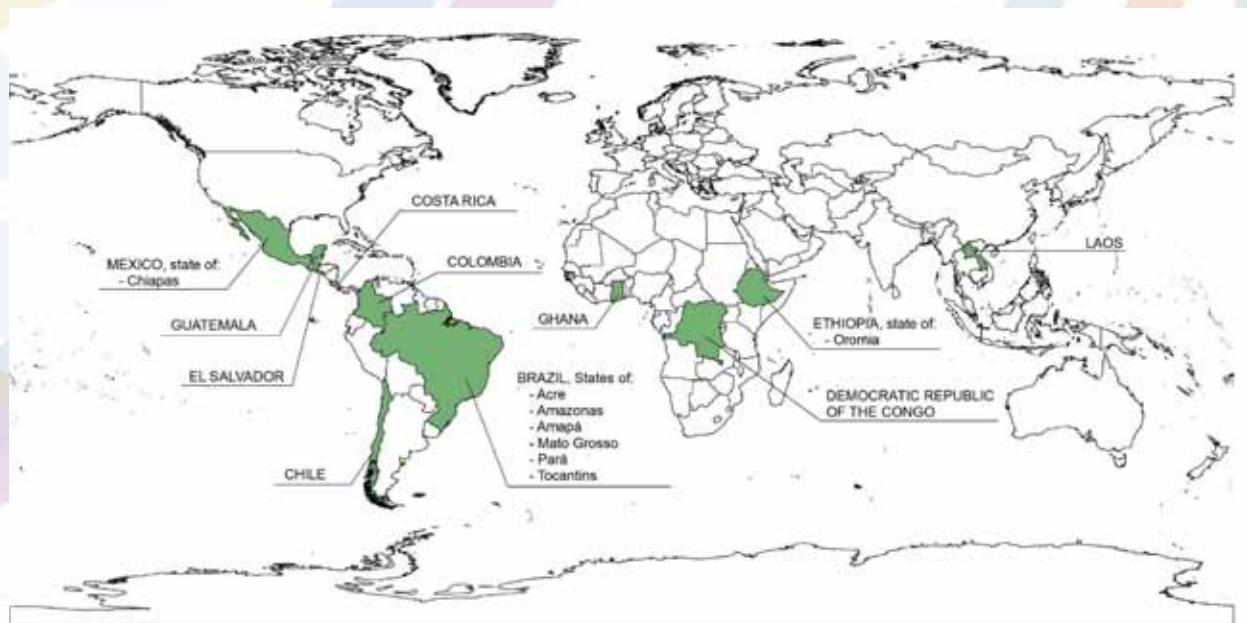 COSTA RICA
MEXICO, state of:
- Chiapas
COLOMBIA
LAOS
GUATEMALA
GHANA
ETHIOPIA, state of:
- Oromia
EL SALVADOR
BRAZIL, States of:
- Acre
- Amazonas
- Amapá
- Mato Grosso
- Pará
- Tocantins
DEMOCRATIC REPUBLIC
OF THE CONGO
CHILE